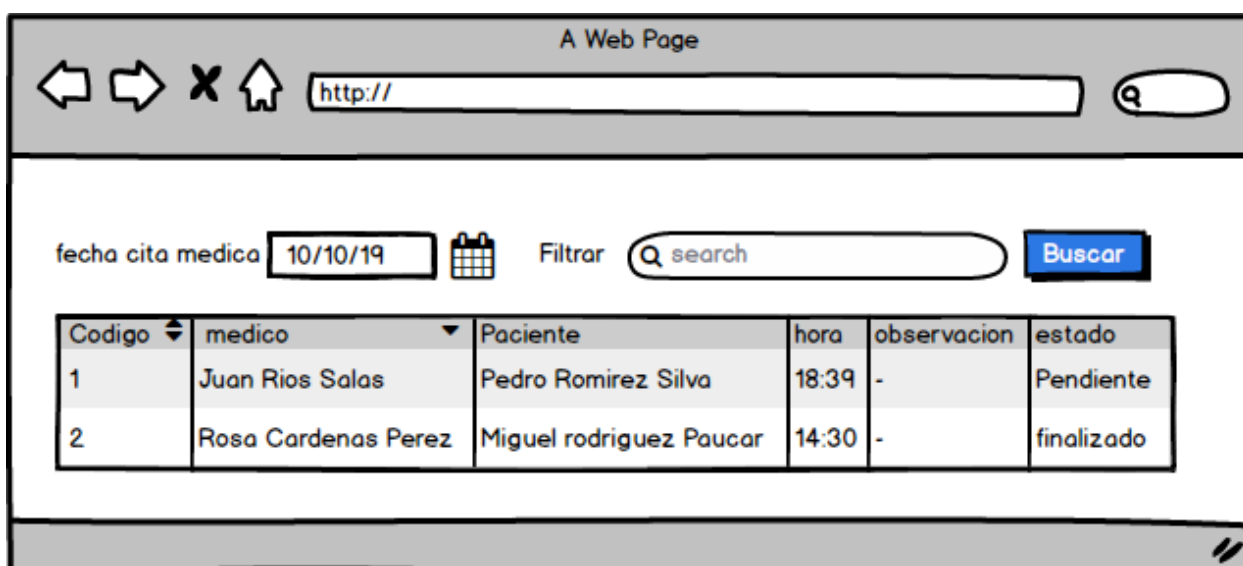 A Web Page
http://
fecha cita medica 10/10/19 Filtrar search Buscar
Codigo medico Paciente hora observacion estado
1 Juan Rios Salas Pedro Romirez Silva 18:39 - Pendiente
2 Rosa Cardenas Perez Miguel rodriguez Paucar 14:30 - finalizado